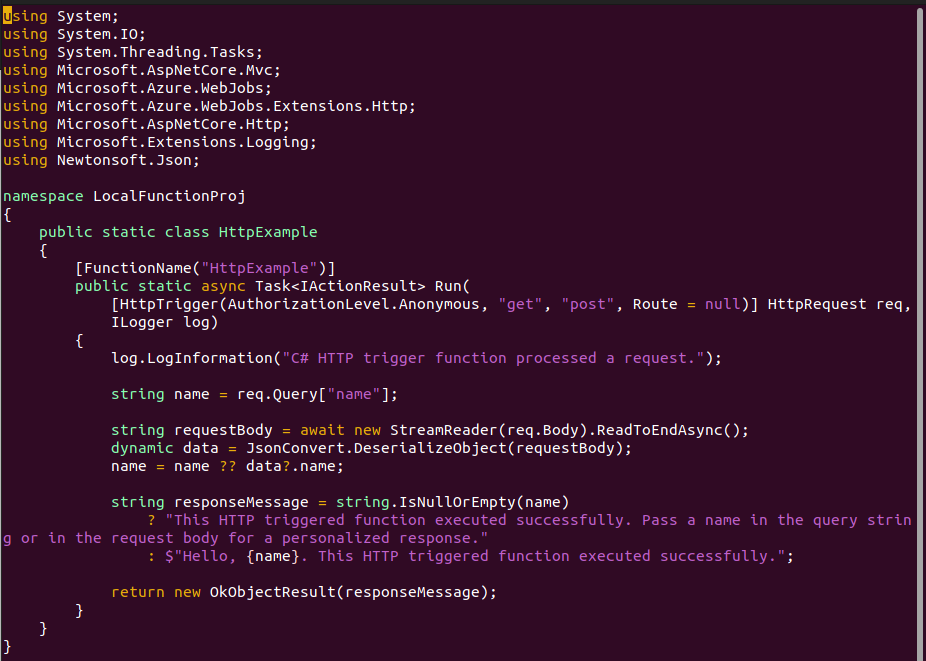 using System;
using System.IO;
using System.Threading.Tasks;
using Microsoft.AspNetCore.Mvc;
using Microsoft.Azure.WebJobs;
using Microsoft.Azure.WebJobs.Extensions.Http;
using Microsoft.AspNetCore.Http;
using Microsoft.Extensions.Logging;
using Newtonsoft.Json;

namespace LocalFunctionProj
{
    public static class HttpExample
    {
        [FunctionName("HttpExample")]
        public static async Task<IActionResult> Run(
            [HttpTrigger(AuthorizationLevel.Anonymous, "get", "post", Route = null)] HttpRequest req,
            ILogger log)
        {
            log.LogInformation("C# HTTP trigger function processed a request.");

            string name = req.Query["name"];

            string requestBody = await new StreamReader(req.Body).ReadToEndAsync();
            dynamic data = JsonConvert.DeserializeObject(requestBody);
            name = name ?? data?.name;

            string responseMessage = string.IsNullOrEmpty(name)
                ? "This HTTP triggered function executed successfully. Pass a name in the query strin
g or in the request body for a personalized response."
                : $"Hello, {name}. This HTTP triggered function executed successfully.";

            return new OkObjectResult(responseMessage);
        }
    }
}